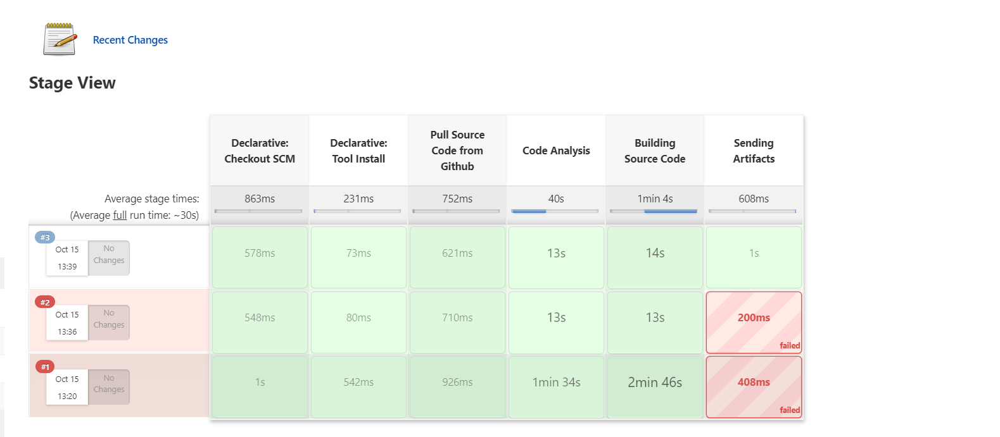 Recent Changes
Stage View
Declarative:
Checkout SCM
Declarative:
Tool Install
Pull Source
Code from
Github
Code Analysis
Building
Source Code
Sending
Artifacts
Average stage times:
(Average full run time: ~30s)
863ms
231ms
752ms
40s
1min 4s
608ms
#3
Oct 15
13:39
No
Changes
578ms
73ms
621ms
13s
14s
1s
#2
Oct 15
13:36
No
Changes
548ms
80ms
710ms
13s
13s
200ms
failed
#1
Oct 15
13:20
No
Changes
1s
542ms
926ms
1min 34s
2min 46s
408ms
failed